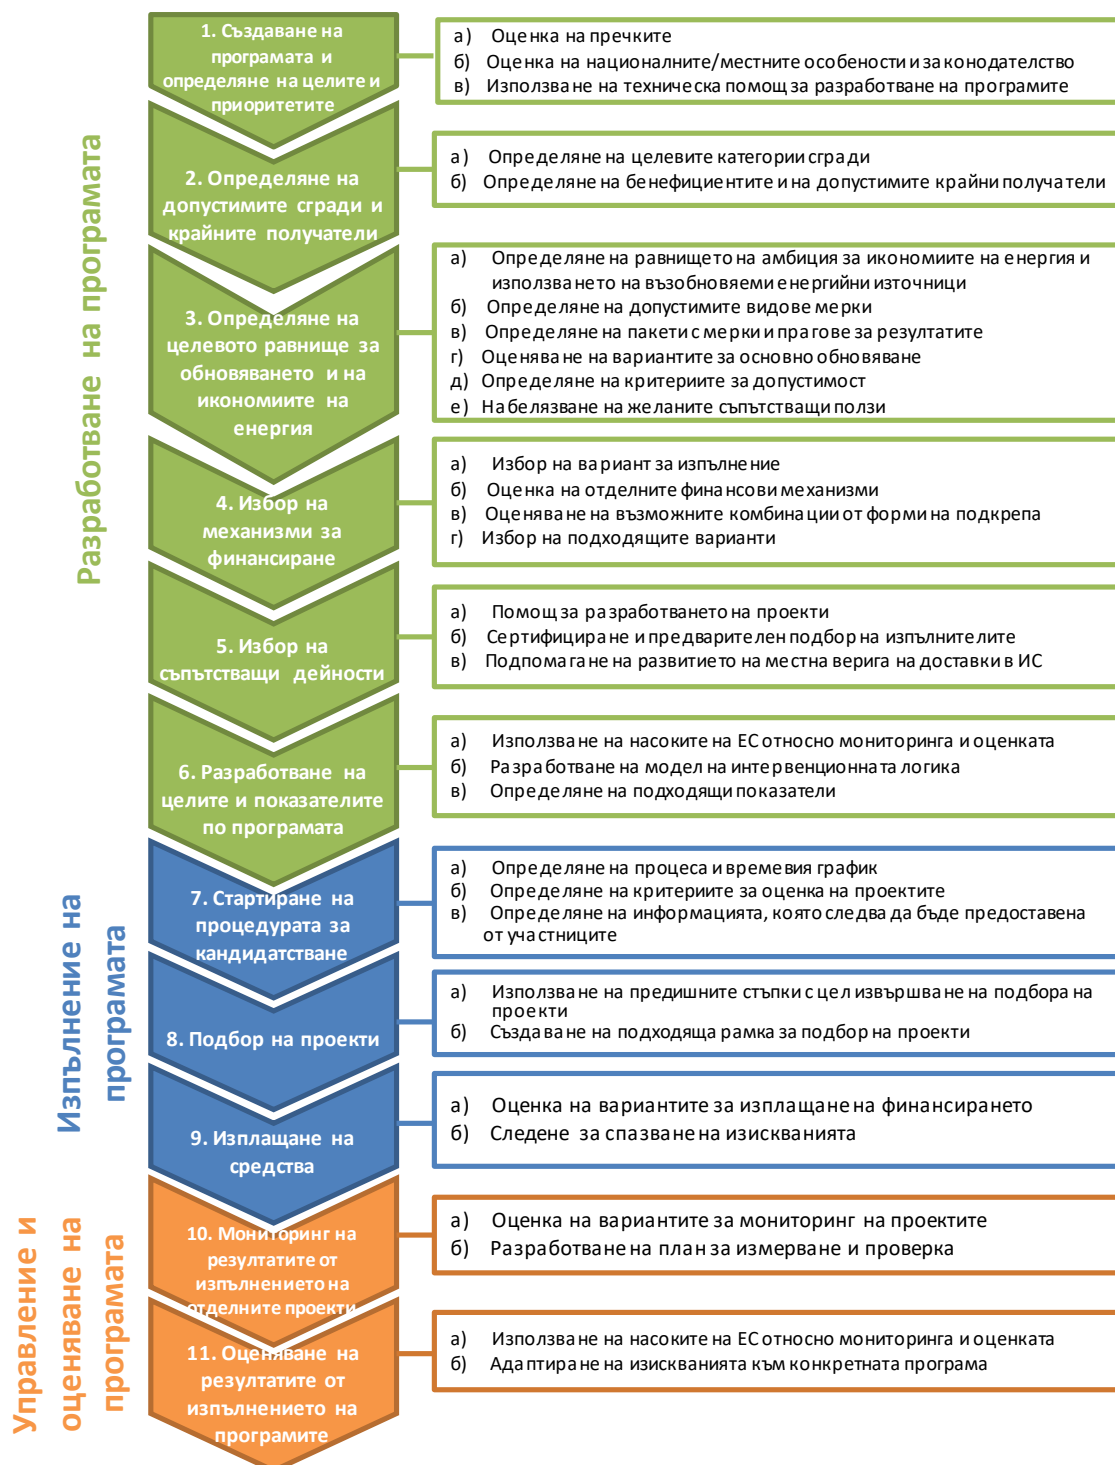 Разработване на програмата
1. Създаване на
програмата и
определяне на целите и
приоритетите
а) Оценка на пречките
б) Оценка на националните/местните особености и законодателство
в) Използване на техническа помощ за разработване на програмите
2. Определяне на
допустимите сгради и
крайните получатели
а) Определяне на целевите категории сгради
б) Определяне на бенефициентите и на допустимите крайни получатели
3. Определяне на
целевото равнище за
обновяването и на
икономиите на
енергия
а) Определяне на равнището на амбиция за икономиите на енергия и
използването на възобновяеми енергийни източници
б) Определяне на допустимите видове мерки
в) Определяне на пакети с мерки и прагове за резултатите
г) Оценяване на вариантите за основно обновяване
д) Определяне на критериите за допустимост
е) Набелязване на желаните съпътстващи ползи
4. Избор на
механизми за
финансиране
а) Избор на вариант за изпълнение
б) Оценка на отделните финансови механизми
в) Оценяване на възможните комбинации от форми на подкрепа
г) Избор на подходящите варианти
5. Избор на
съпътстващи дейности
а) Помощ за разработването на проекти
б) Сертифициране и предварителен подбор на изпълнителите
в) Подпомагане на развитието на местна верига на доставки в ИС
6. Разработване на
целите и показателите
по програмата
а) Използване на насоките на ЕС относно мониторинга и оценката
б) Разработване на модел на интервенционната логика
в) Определяне на подходящи показатели
Изпълнение на
програмата
7. Стартиране на
процедурата за
кандидатстване
а) Определяне на процеса и времевия график
б) Определяне на критериите за оценка на проектите
в) Определяне на информацията, която следва да бъде предоставена
от участниците
8. Подбор на проекти
а) Използване на предишните стъпки с цел извършване на подбора на
проекти
б) Създаване на подходяща рамка за подбор на проекти
9. Изплащане на
средства
а) Оценка на вариантите за изплащане на финансирането
б) Следене за спазване на изискванията
Управление и
оценяване на
програмата
10. Мониторинг на
резултатите от
изпълнението на
отделните проекти
а) Оценка на вариантите за мониторинг на проектите
б) Разработване на план за измерване и проверка
11. Оценяване на
резултатите от
изпълнението на
програмите
а) Използване на насоките на ЕС относно мониторинга и оценката
б) Адаптиране на изискванията към конкретната програма